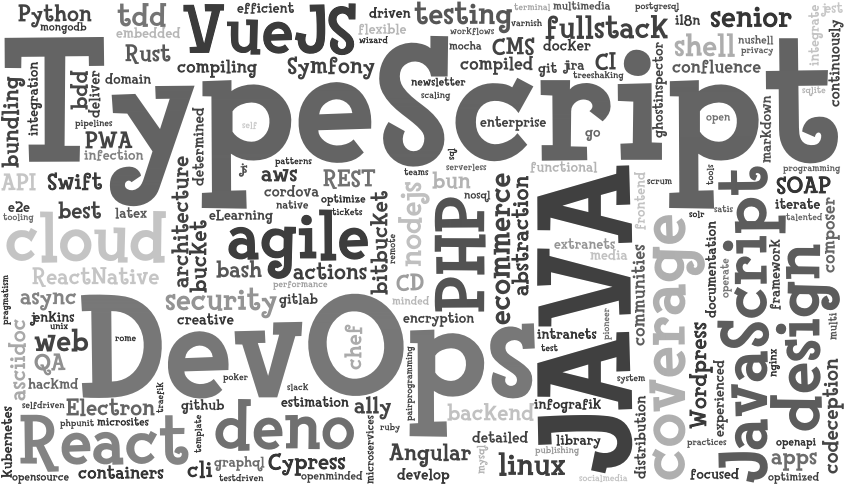 Python
mongodb
tdd
embedded
efficient
VueJS
driven
flexible
wizard
testing
workflows
mocha
terminal
multimedia
varnish
fullstack
postgresql
il8n
senior
jest
integrate
continuously
Rust
compiling
Symfony
CMS
compiled
docker
git
jira
CI
treeshaking
shell
nushell
privacy
confluence
ghostinspector
sqlite
bundling
integration
bdd
deliver
domain
TypeScript
newsletter
scaling
enterprise
go
open
self
markdown
pipelines
PWA
infection
determined
architecture
patterns
teams
sql
serverless
functional
programming
API
Swift
aws
cordova
native
REST
optimize
tickets
bun
nosql
nodejs
scrum
tools
frontend
SOAP
iterate
talented
e2e
tooling
best
latex
eLearning
bitbucket
remote
PHP
ecommerce
abstraction
JAVA
solr
satis
composer
cloud
bucket
agile
extranets
media
communities
coverage
documentation
operate
JavaScript
framework
ReactNative
bash
actions
performance
CD
minded
pragmatism
async
security
gitlab
creative
encryption
design
multi
jenkins
unix
web
QA
asciidoc
hackmd
DevOps
rome
chef
intranets
test
pioneer
Wordpress
experienced
nginx
poker
slack
pairprogramming
system
codeception
selfdriven
Electron
traefik
github
estimation
ally
ruby
backend
infografik
distribution
Kubernetes
phpunit
microsites
React
template
deno
microservices
detailed
library
publishing
practices
openapi
containers
cli
graphql
testdriven
Cypress
openminded
Angular
develop
mysql
linux
socialmedia
focused
apps
optimized
opensource